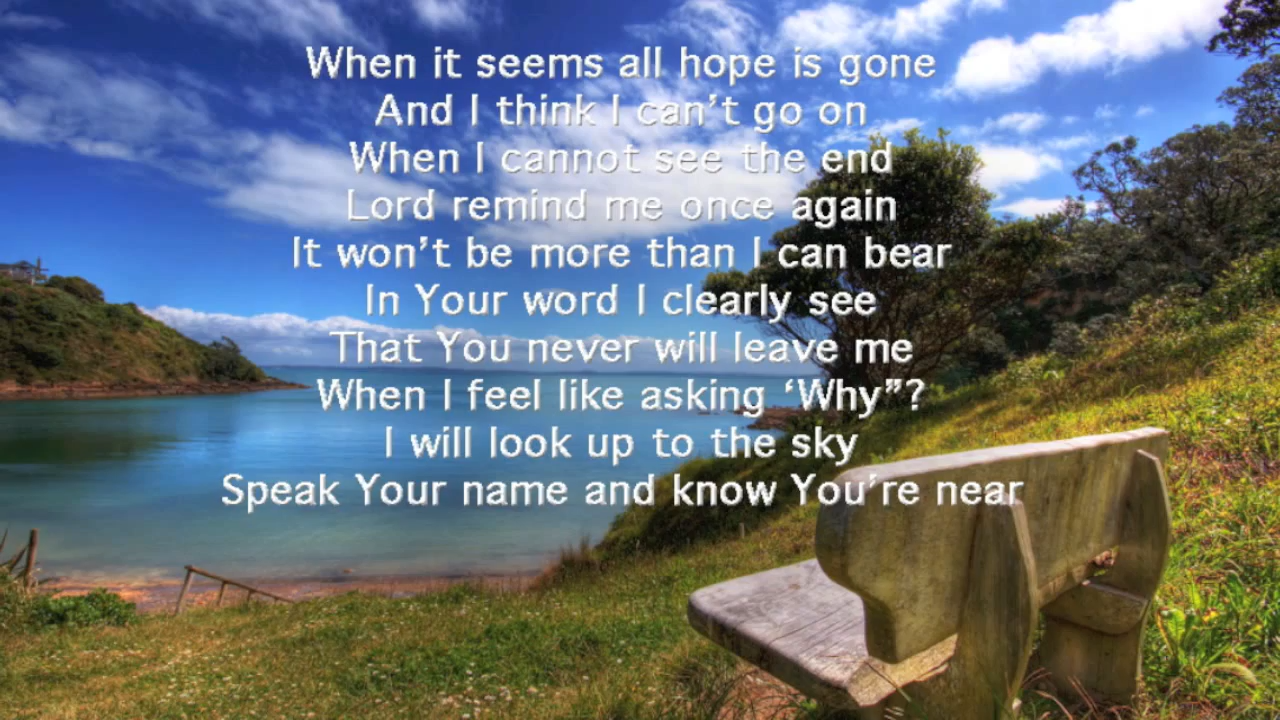 When it seems all hope is gone
And I think I can’t go on
When I cannot see the end
Lord remind me once again
It won’t be more than I can bear
In Your word I clearly see
That You never will leave me
When I feel like asking ‘Why”?
I will look up to the sky
Speak Your name and know You’re near